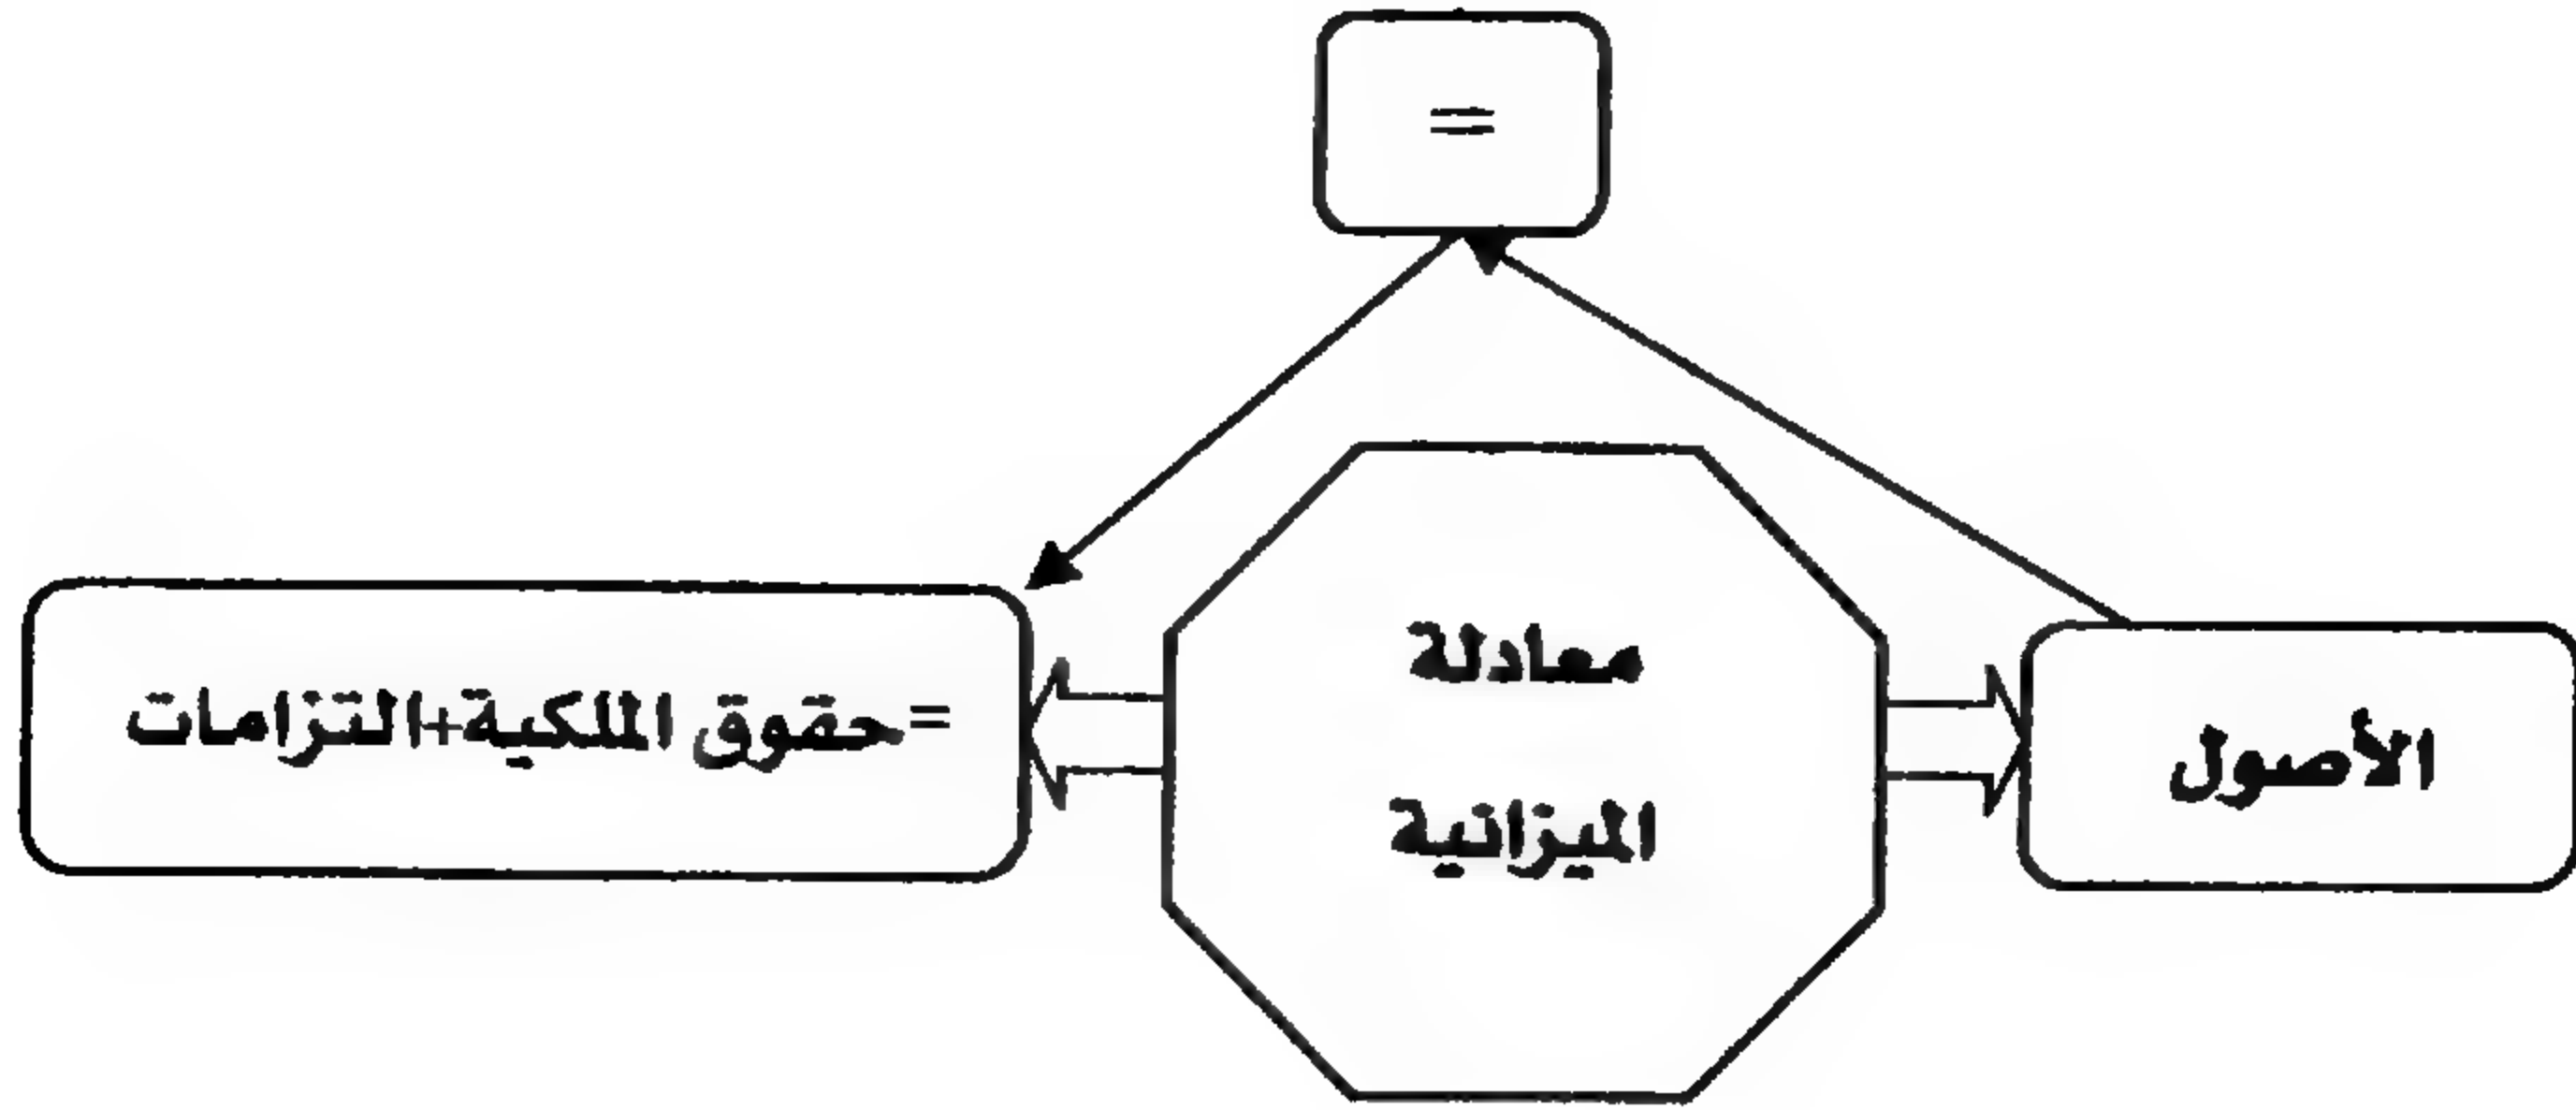 =
معادلة
الميزانية
الأصول
=حقوق الملكية+التزامات